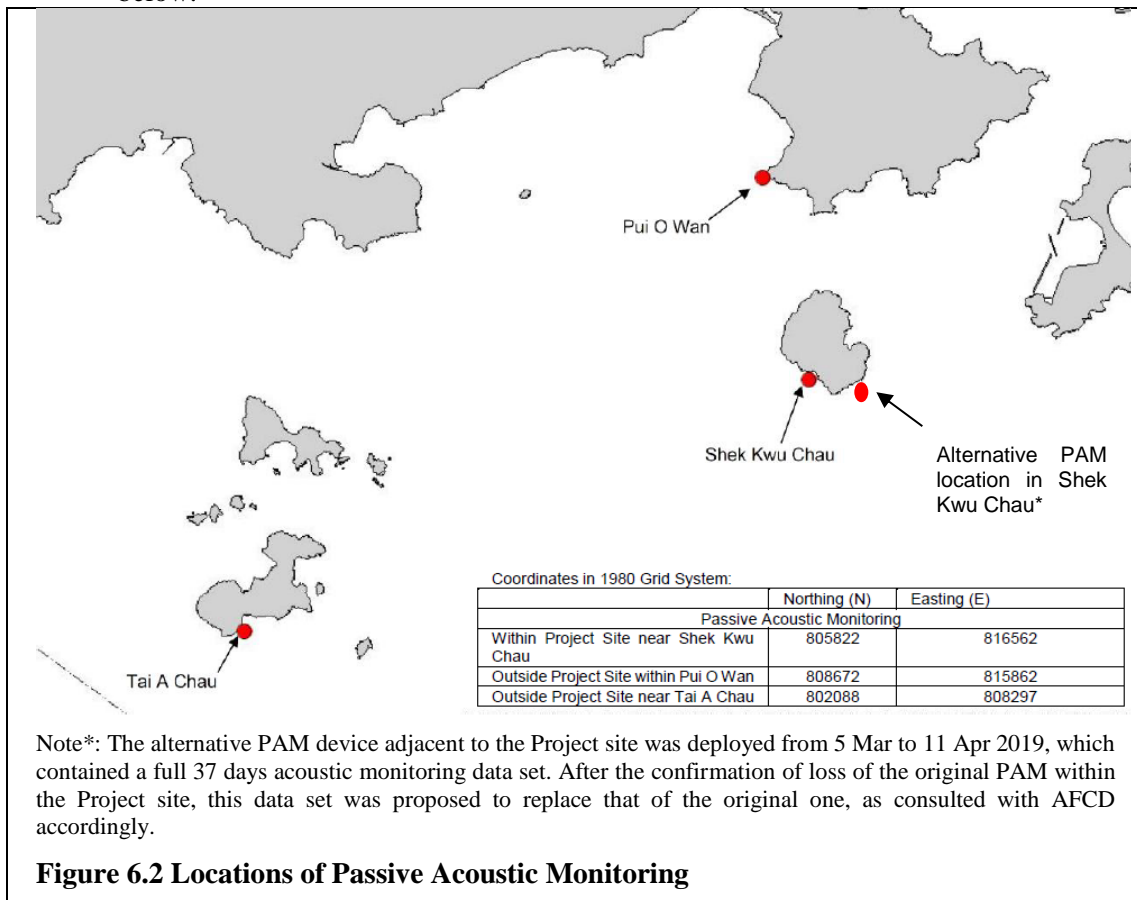 Pui O Wan
Shek Kwu Chau
Alternative PAM
location in Shek
Kwu Chau*
Tai A Chau
Coordinates in 1980 Grid System:
Northing (N) Easting (E)
Passive Acoustic Monitoring
Within Project Site near Shek Kwu 805822 816562
Chau
Outside Project Site within Pui O Wan 808672 815862
Outside Project Site near Tai A Chau 802088 808297
Note*: The alternative PAM device adjacent to the Project site was deployed from 5 Mar to 11 Apr 2019, which
contained a full 37 days acoustic monitoring data set. After the confirmation of loss of the original PAM within
the Project site, this data set was proposed to replace that of the original one, as consulted with AFCD
accordingly.
Figure 6.2 Locations of Passive Acoustic Monitoring